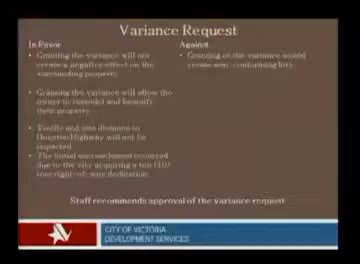 Variance Request
In Favor
• Granting the variance will not
create a negative effect on the
surrounding property
• Granting the variance will allow the
owner to remodel and beautify
their property
• Traffic and site distance to
Houston Highway will not be
impacted
• The initial encroachment occurred
due to the city acquiring a ten (10)
foot right-of-way dedication.
Against
• Granting of the variance would
create non-conforming lots
Staff recommends approval of the variance request
CITY OF VICTORIA
DEVELOPMENT SERVICES